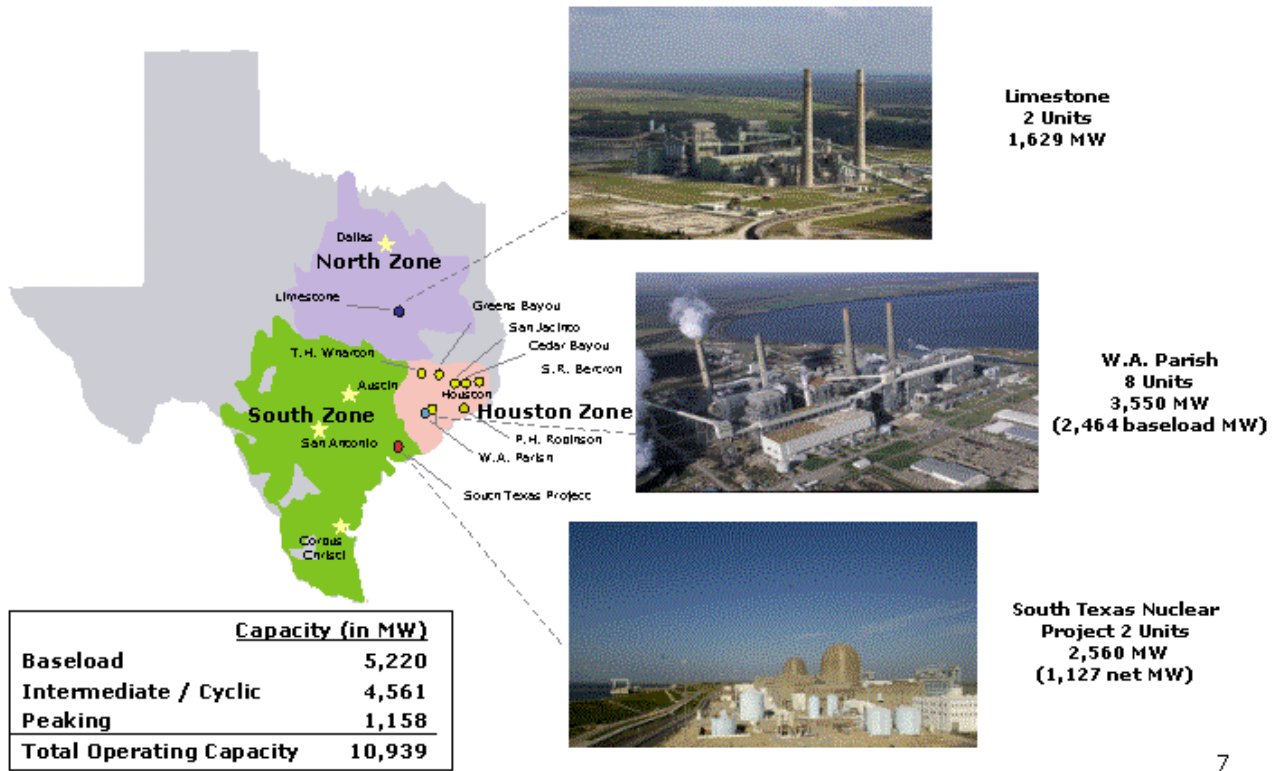 Limestone
2 Units
1,629 MW
Dallas
North Zone
Limestone
Greens Bayou
San Jacinto
Cedar Bayou
T.H. Wharton
S.R. Bertron
Austin
Houston
South Zone
Houston Zone
San Antonio
P.H. Robinson
W.A. Parish
South Texas Project
Corpus
Christi
W.A. Parish
8 Units
3,550 MW
(2,464 baseload MW)
South Texas Nuclear
Project 2 Units
2,560 MW
(1,127 net MW)
Capacity (in MW)
Baseload 5,220
Intermediate / Cyclic 4,561
Peaking 1,158
Total Operating Capacity 10,939
7